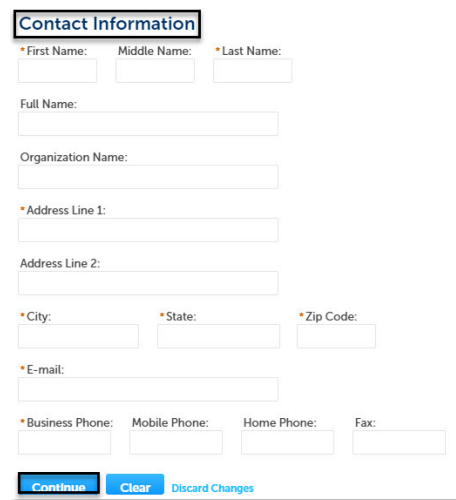 Contact Information
*First Name: Middle Name: *Last Name:
Full Name:
Organization Name:
*Address Line 1:
Address Line 2:
*City: *State: *Zip Code:
*E-mail:
*Business Phone: Mobile Phone: Home Phone: Fax:
Continue Clear Discard Changes